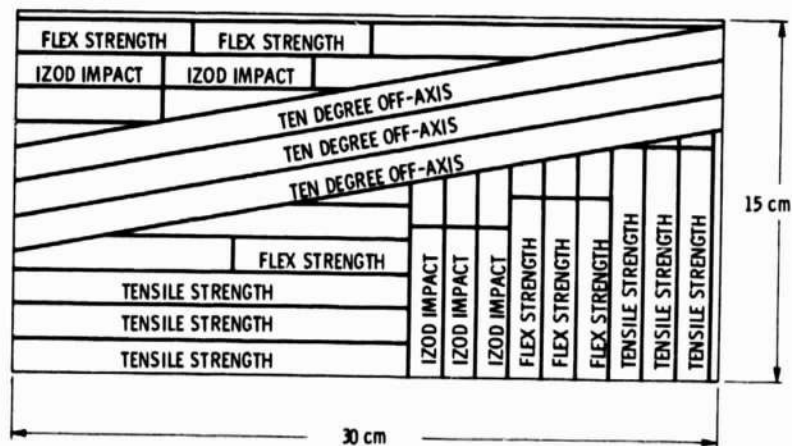 FLEX STRENGTH FLEX STRENGTH
IZOD IMPACT IZOD IMPACT
TEN DEGREE OFF-AXIS
TEN DEGREE OFF-AXIS
TEN DEGREE OFF-AXIS
15 cm
FLEX STRENGTH
TENSILE STRENGTH
TENSILE STRENGTH
TENSILE STRENGTH
IZOD IMPACT
IZOD IMPACT
IZOD IMPACT
FLEX STRENGTH
FLEX STRENGTH
FLEX STRENGTH
TENSILE STRENGTH
TENSILE STRENGTH
TENSILE STRENGTH
30 cm